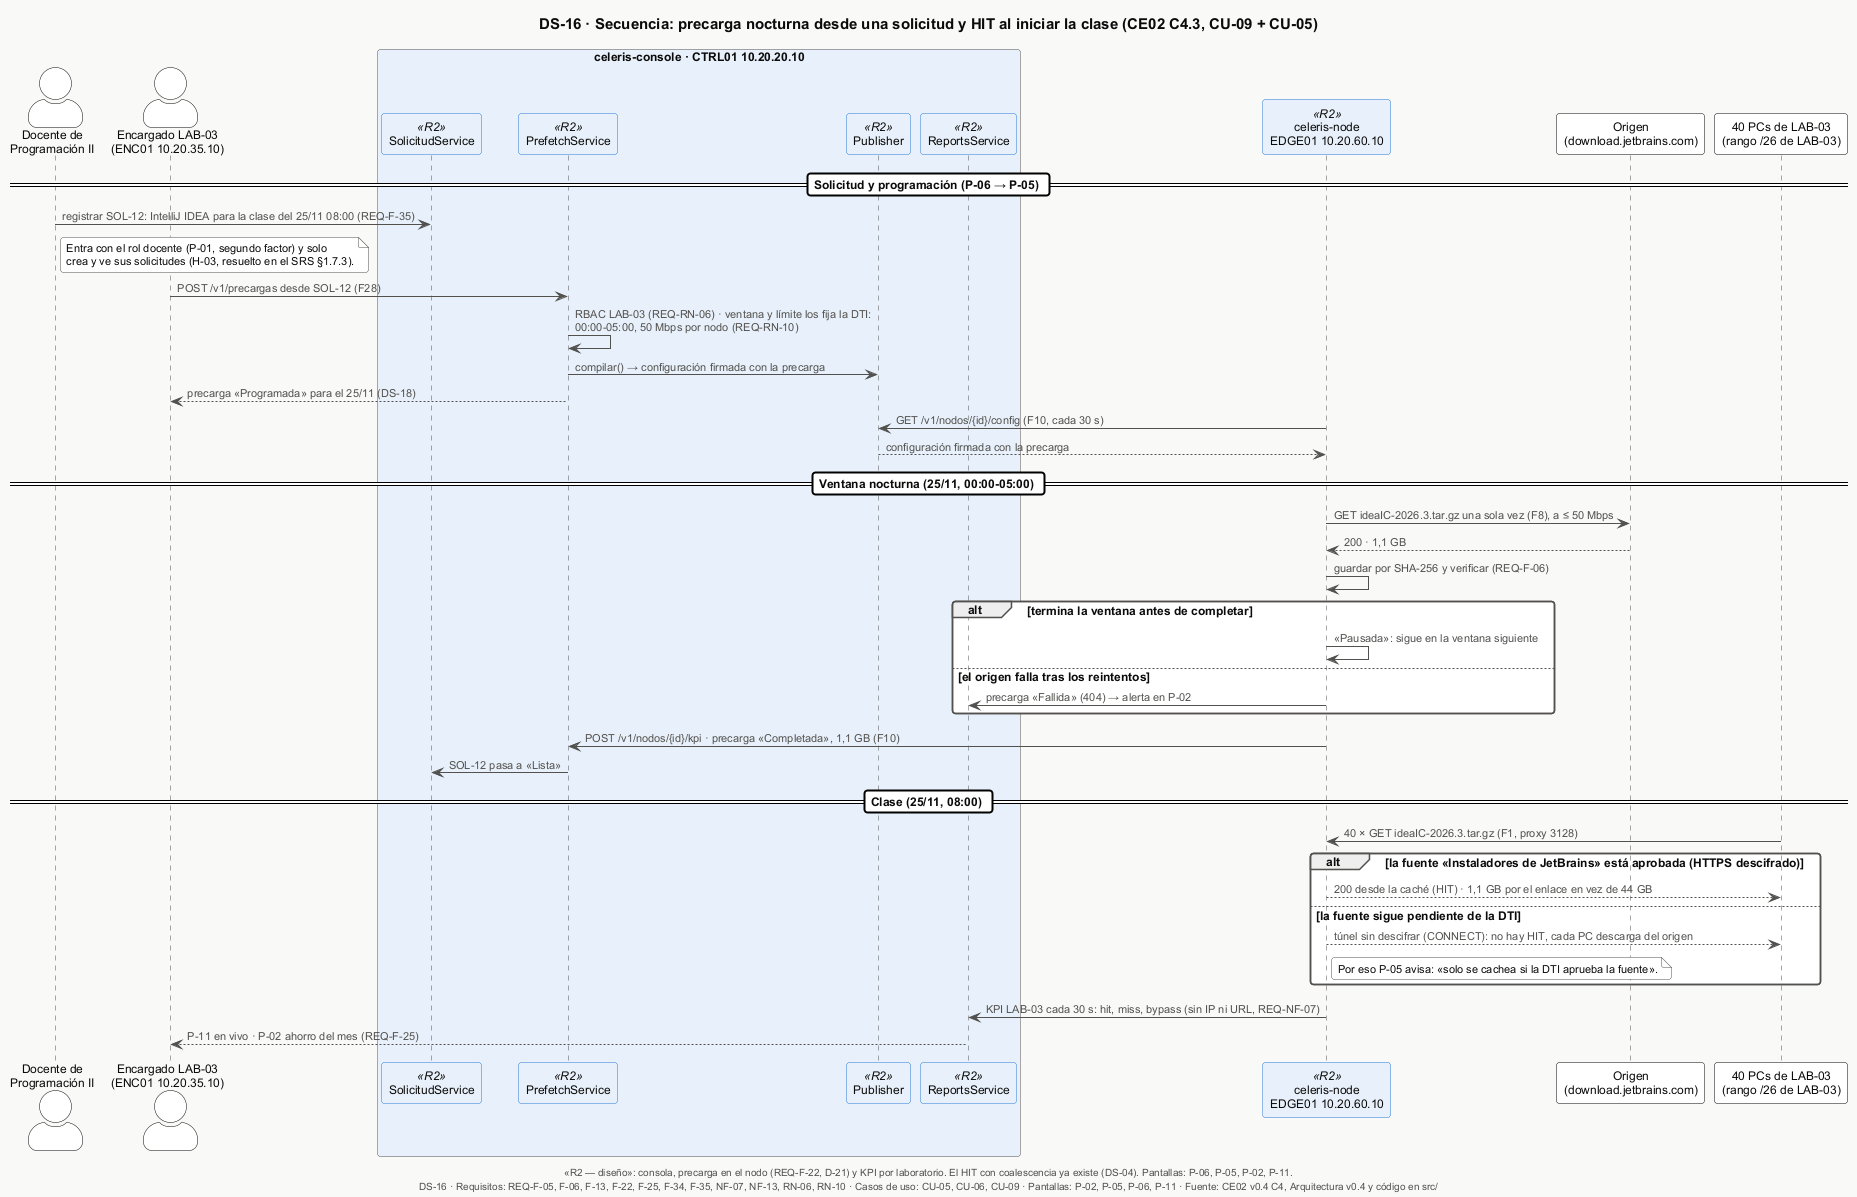 DS-16 · Secuencia: precarga nocturna desde una solicitud y HIT al iniciar la clase (CE02 C4.3, CU-09 + CU-05)
celeris-console · CTRL01 10.20.20.10
Docente de
Programación II
Encargado LAB-03
(ENC01 10.20.35.10)
«R2»
SolicitudService
«R2»
PrefetchService
«R2»
Publisher
«R2»
ReportsService
«R2»
celeris-node
EDGE01 10.20.60.10
Origen
(download.jetbrains.com)
40 PCs de LAB-03
(rango /26 de LAB-03)
Solicitud y programación (P-06 → P-05)
registrar SOL-12: IntelliJ IDEA para la clase del 25/11 08:00 (REQ-F-35)
Entra con el rol docente (P-01, segundo factor) y solo
crea y ve sus solicitudes (H-03, resuelto en el SRS §1.7.3).
POST /v1/precargas desde SOL-12 (F28)
RBAC LAB-03 (REQ-RN-06) · ventana y límite los fija la DTI:
00:00-05:00, 50 Mbps por nodo (REQ-RN-10)
compilar() → configuración firmada con la precarga
precarga «Programada» para el 25/11 (DS-18)
GET /v1/nodos/{id}/config (F10, cada 30 s)
configuración firmada con la precarga
Ventana nocturna (25/11, 00:00-05:00)
GET ideaIC-2026.3.tar.gz una sola vez (F8), a ≤ 50 Mbps
200 · 1,1 GB
guardar por SHA-256 y verificar (REQ-F-06)
alt [termina la ventana antes de completar]
«Pausada»: sigue en la ventana siguiente
[el origen falla tras los reintentos]
precarga «Fallida» (404) → alerta en P-02
POST /v1/nodos/{id}/kpi · precarga «Completada», 1,1 GB (F10)
SOL-12 pasa a «Lista»
Clase (25/11, 08:00)
40 × GET ideaIC-2026.3.tar.gz (F1, proxy 3128)
alt [la fuente «Instaladores de JetBrains» está aprobada (HTTPS descifrado)]
200 desde la caché (HIT) · 1,1 GB por el enlace en vez de 44 GB
[la fuente sigue pendiente de la DTI]
túnel sin descifrar (CONNECT): no hay HIT, cada PC descarga del origen
Por eso P-05 avisa: «solo se cachea si la DTI aprueba la fuente».
KPI LAB-03 cada 30 s: hit, miss, bypass (sin IP ni URL, REQ-NF-07)
P-11 en vivo · P-02 ahorro del mes (REQ-F-25)
Docente de
Programación II
Encargado LAB-03
(ENC01 10.20.35.10)
«R2»
SolicitudService
«R2»
PrefetchService
«R2»
Publisher
«R2»
ReportsService
«R2»
celeris-node
EDGE01 10.20.60.10
Origen
(download.jetbrains.com)
40 PCs de LAB-03
(rango /26 de LAB-03)
«R2 — diseño»: consola, precarga en el nodo (REQ-F-22, D-21) y KPI por laboratorio. El HIT con coalescencia ya existe (DS-04). Pantallas: P-06, P-05, P-02, P-11.
DS-16 · Requisitos: REQ-F-05, F-06, F-13, F-22, F-25, F-34, F-35, NF-07, NF-13, RN-06, RN-10 · Casos de uso: CU-05, CU-06, CU-09 · Pantallas: P-02, P-05, P-06, P-11 · Fuente: CE02 v0.4 C4, Arquitectura v0.4 y código en src/